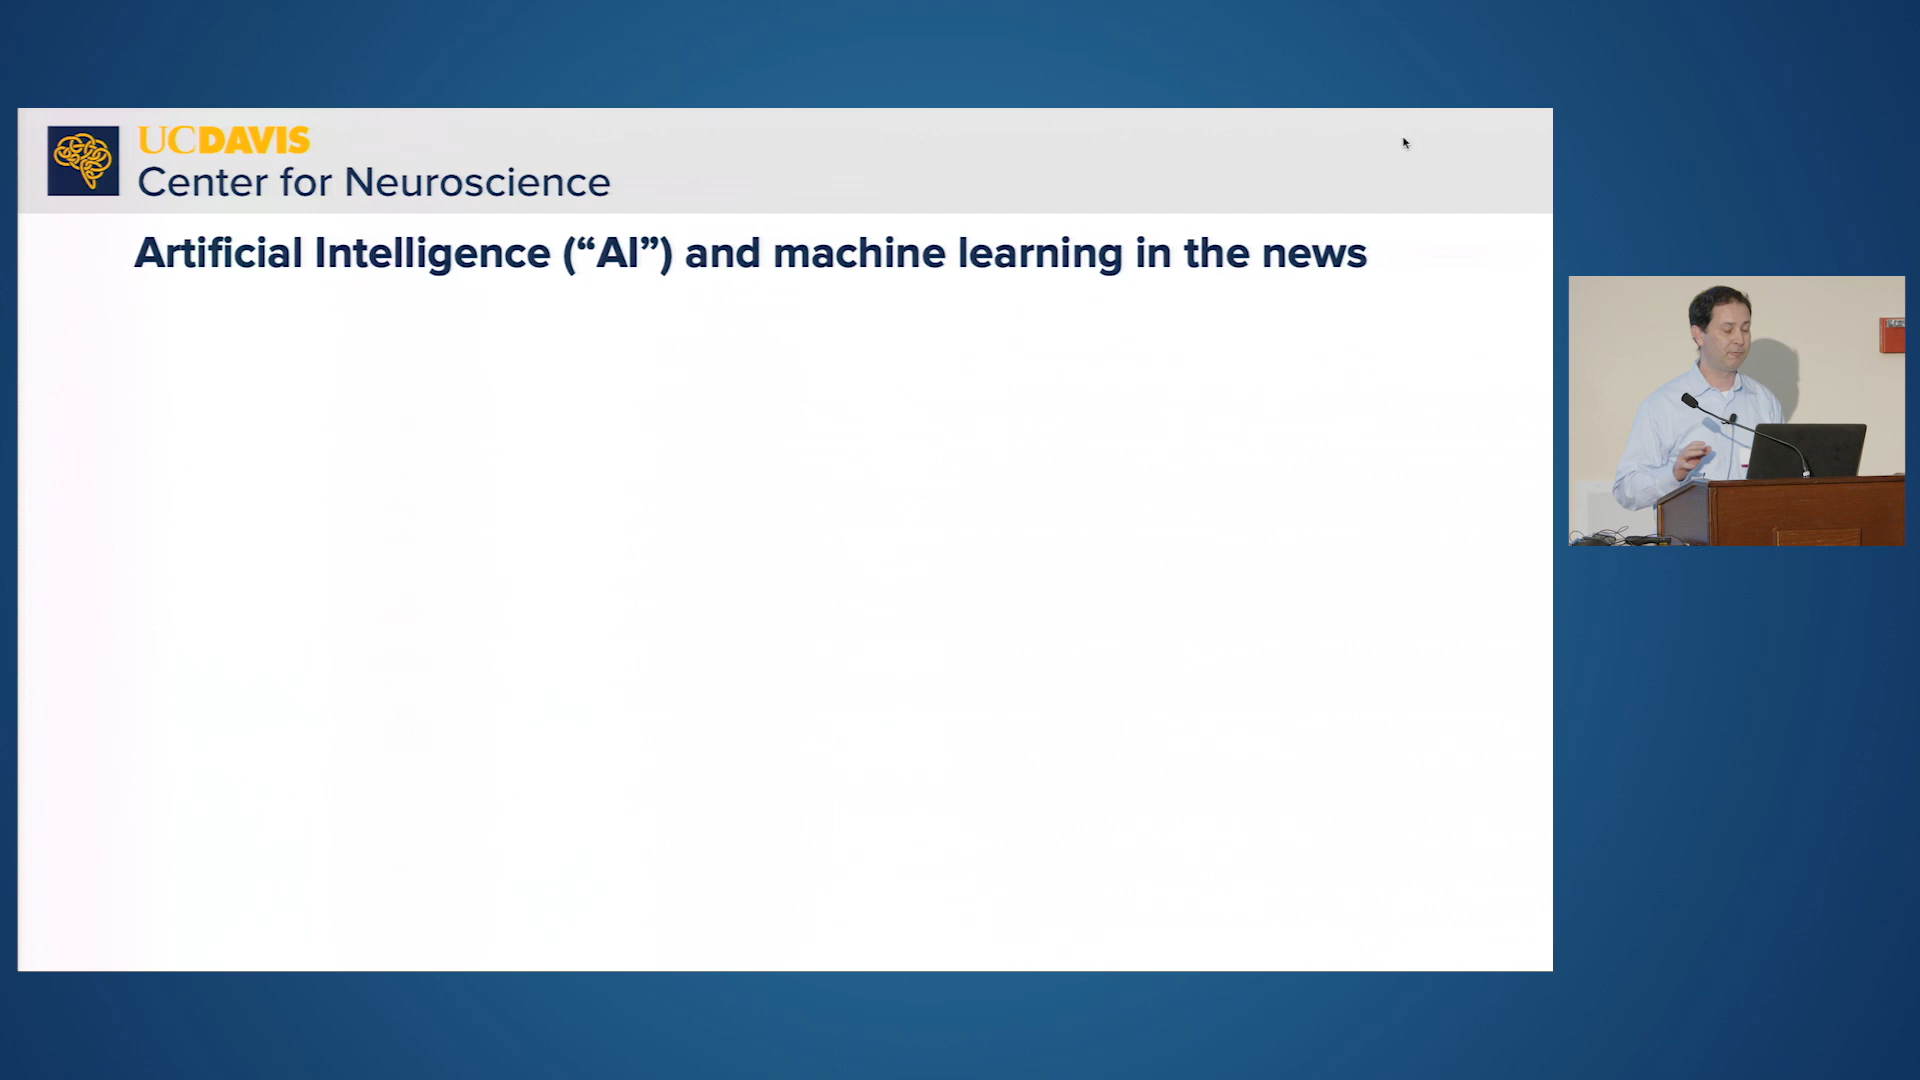 UCDAVIS
Center for Neuroscience
Artificial Intelligence (“AI”) and machine learning in the news